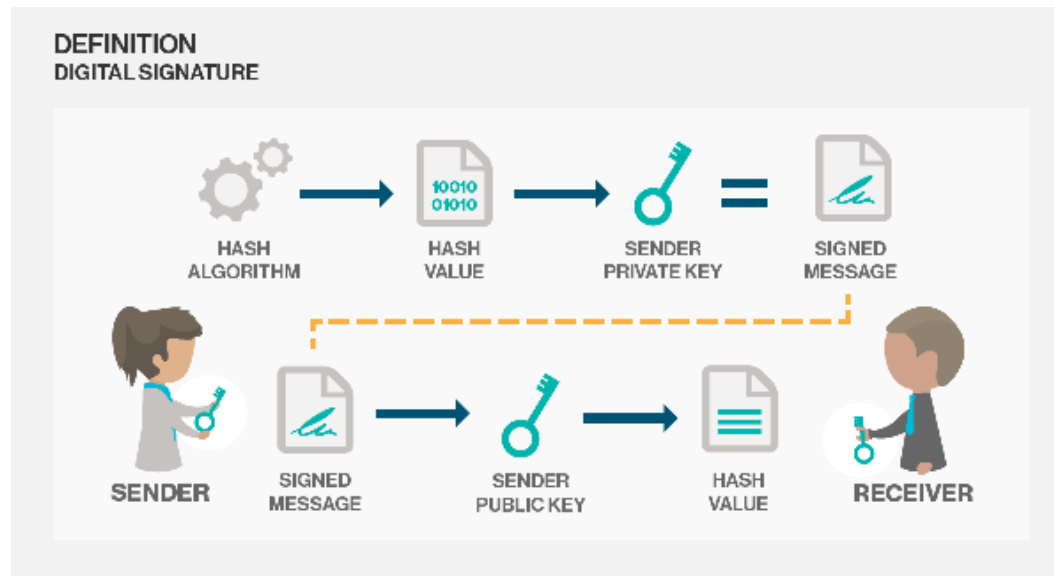 DEFINITION
DIGITAL SIGNATURE
10010
01010
HASH
ALGORITHM
HASH
VALUE
SENDER
PRIVATE KEY
SIGNED
MESSAGE
SENDER
SIGNED
MESSAGE
SENDER
PUBLIC KEY
HASH
VALUE
RECEIVER